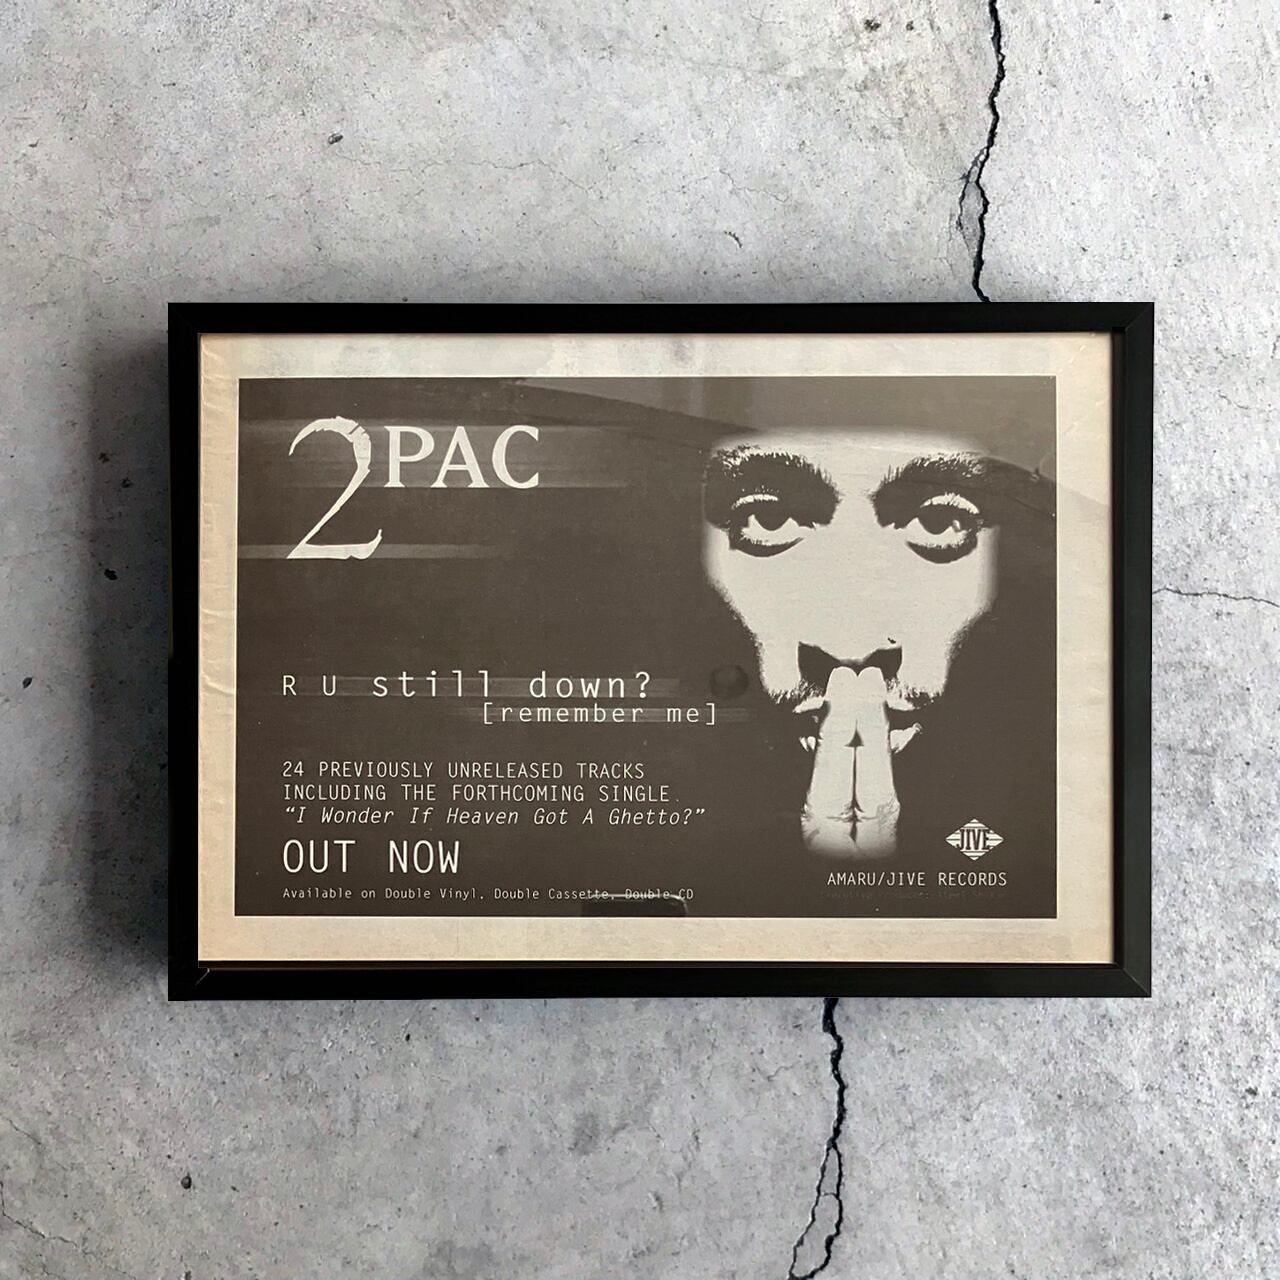 2PAC
R U still down?
[remember me]
24 PREVIOUSLY UNRELEASED TRACKS
INCLUDING THE FORTHCOMING SINGLE.
“I Wonder If Heaven Got A Ghetto?”
OUT NOW
Available on Double Vinyl, Double Cassette, Double CD
JIVE
AMARU/JIVE RECORDS